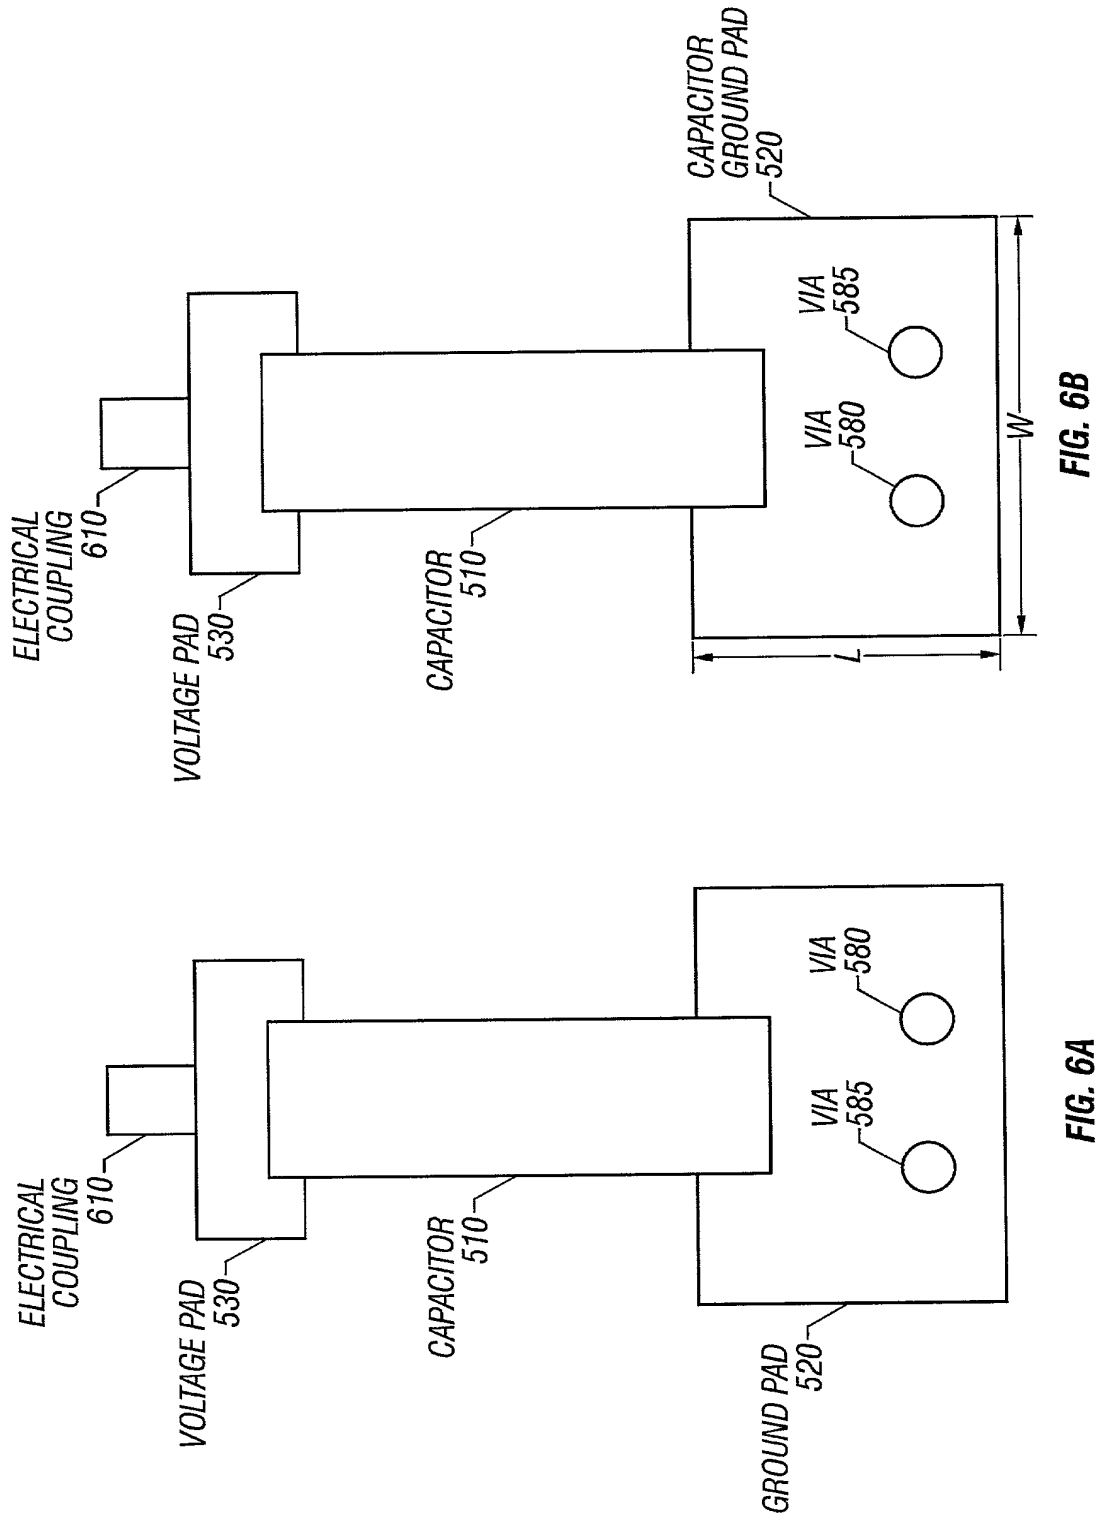 ELECTRICAL
COUPLING
610
VOLTAGE PAD
530
CAPACITOR
510
GROUND PAD
520
VIA
585
VIA
580
FIG. 6A
ELECTRICAL
COUPLING
610
VOLTAGE PAD
530
CAPACITOR
510
CAPACITOR
GROUND PAD
520
VIA
580
VIA
585
L
W
FIG. 6B